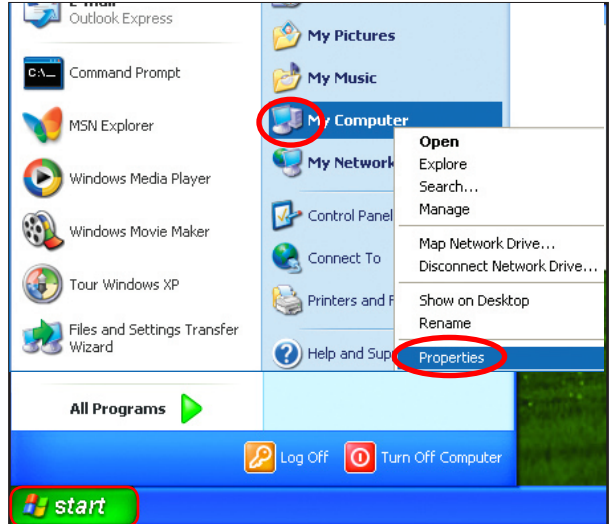 E-mail
Outlook Express
Command Prompt
MSN Explorer
Windows Media Player
Windows Movie Maker
Tour Windows XP
Files and Settings Transfer
Wizard
All Programs
My Pictures
My Music
My Computer
My Network
Control Panel
Connect To
Printers and F
Help and Sup
Open
Explore
Search...
Manage
Map Network Drive...
Disconnect Network Drive...
Show on Desktop
Rename
Properties
Log Off
Turn Off Computer
start